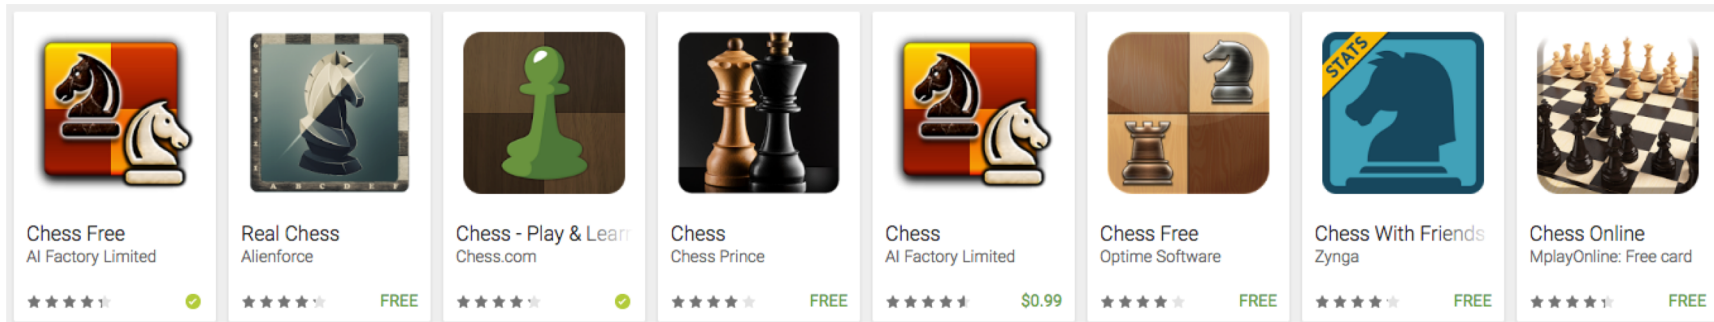 Chess Free
AI Factory Limited
Real Chess
Alienforce
A B C D E F
FREE
Chess - Play & Learn
Chess.com
Chess
Chess Prince
FREE
Chess
AI Factory Limited
$0.99
Chess Free
Optime Software
FREE
STATS
Chess With Friends
Zynga
FREE
Chess Online
MplayOnline: Free card
FREE